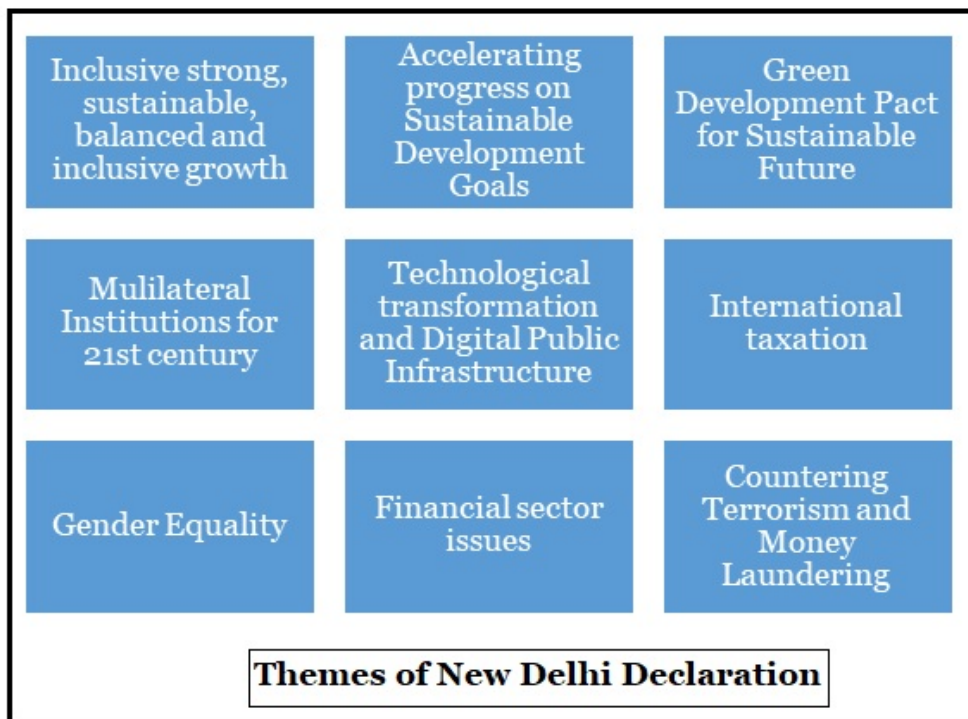 Inclusive strong,
sustainable,
balanced and
inclusive growth
Accelerating
progress on
Sustainable
Development
Goals
Green
Development Pact
for Sustainable
Future
Mulilateral
Institutions for
21st century
Technological
transformation
and Digital Public
Infrastructure
International
taxation
Gender Equality
Financial sector
issues
Countering
Terrorism and
Money
Laundering
Themes of New Delhi Declaration